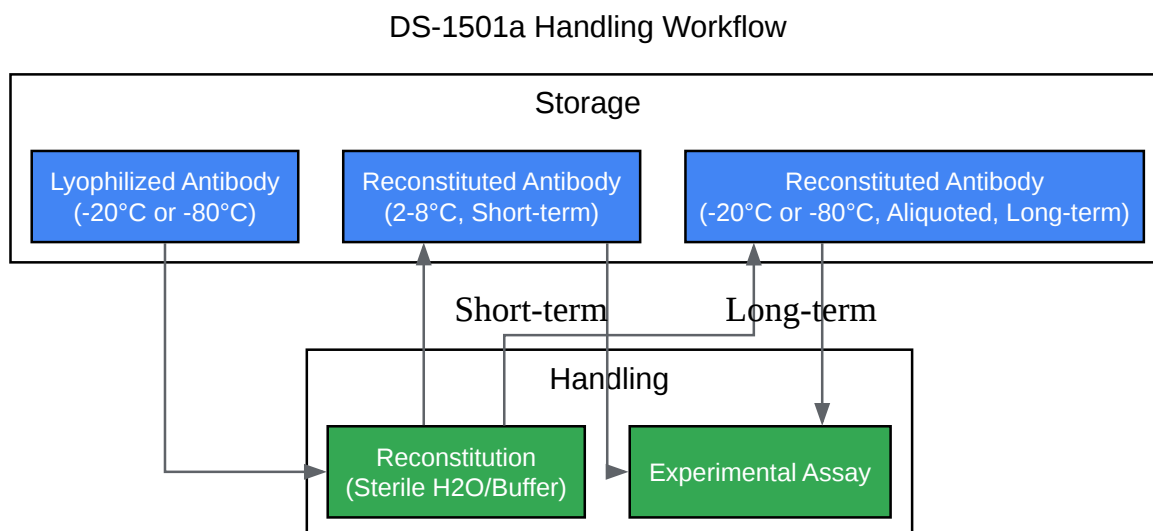 DS-1501a Handling Workflow
Storage
Lyophilized Antibody
(-20°C or -80°C)
Reconstituted Antibody
(2-8°C, Short-term)
Reconstituted Antibody
(-20°C or -80°C, Aliquoted, Long-term)
Short-term
Long-term
Handling
Reconstitution
(Sterile H2O/Buffer)
Experimental Assay